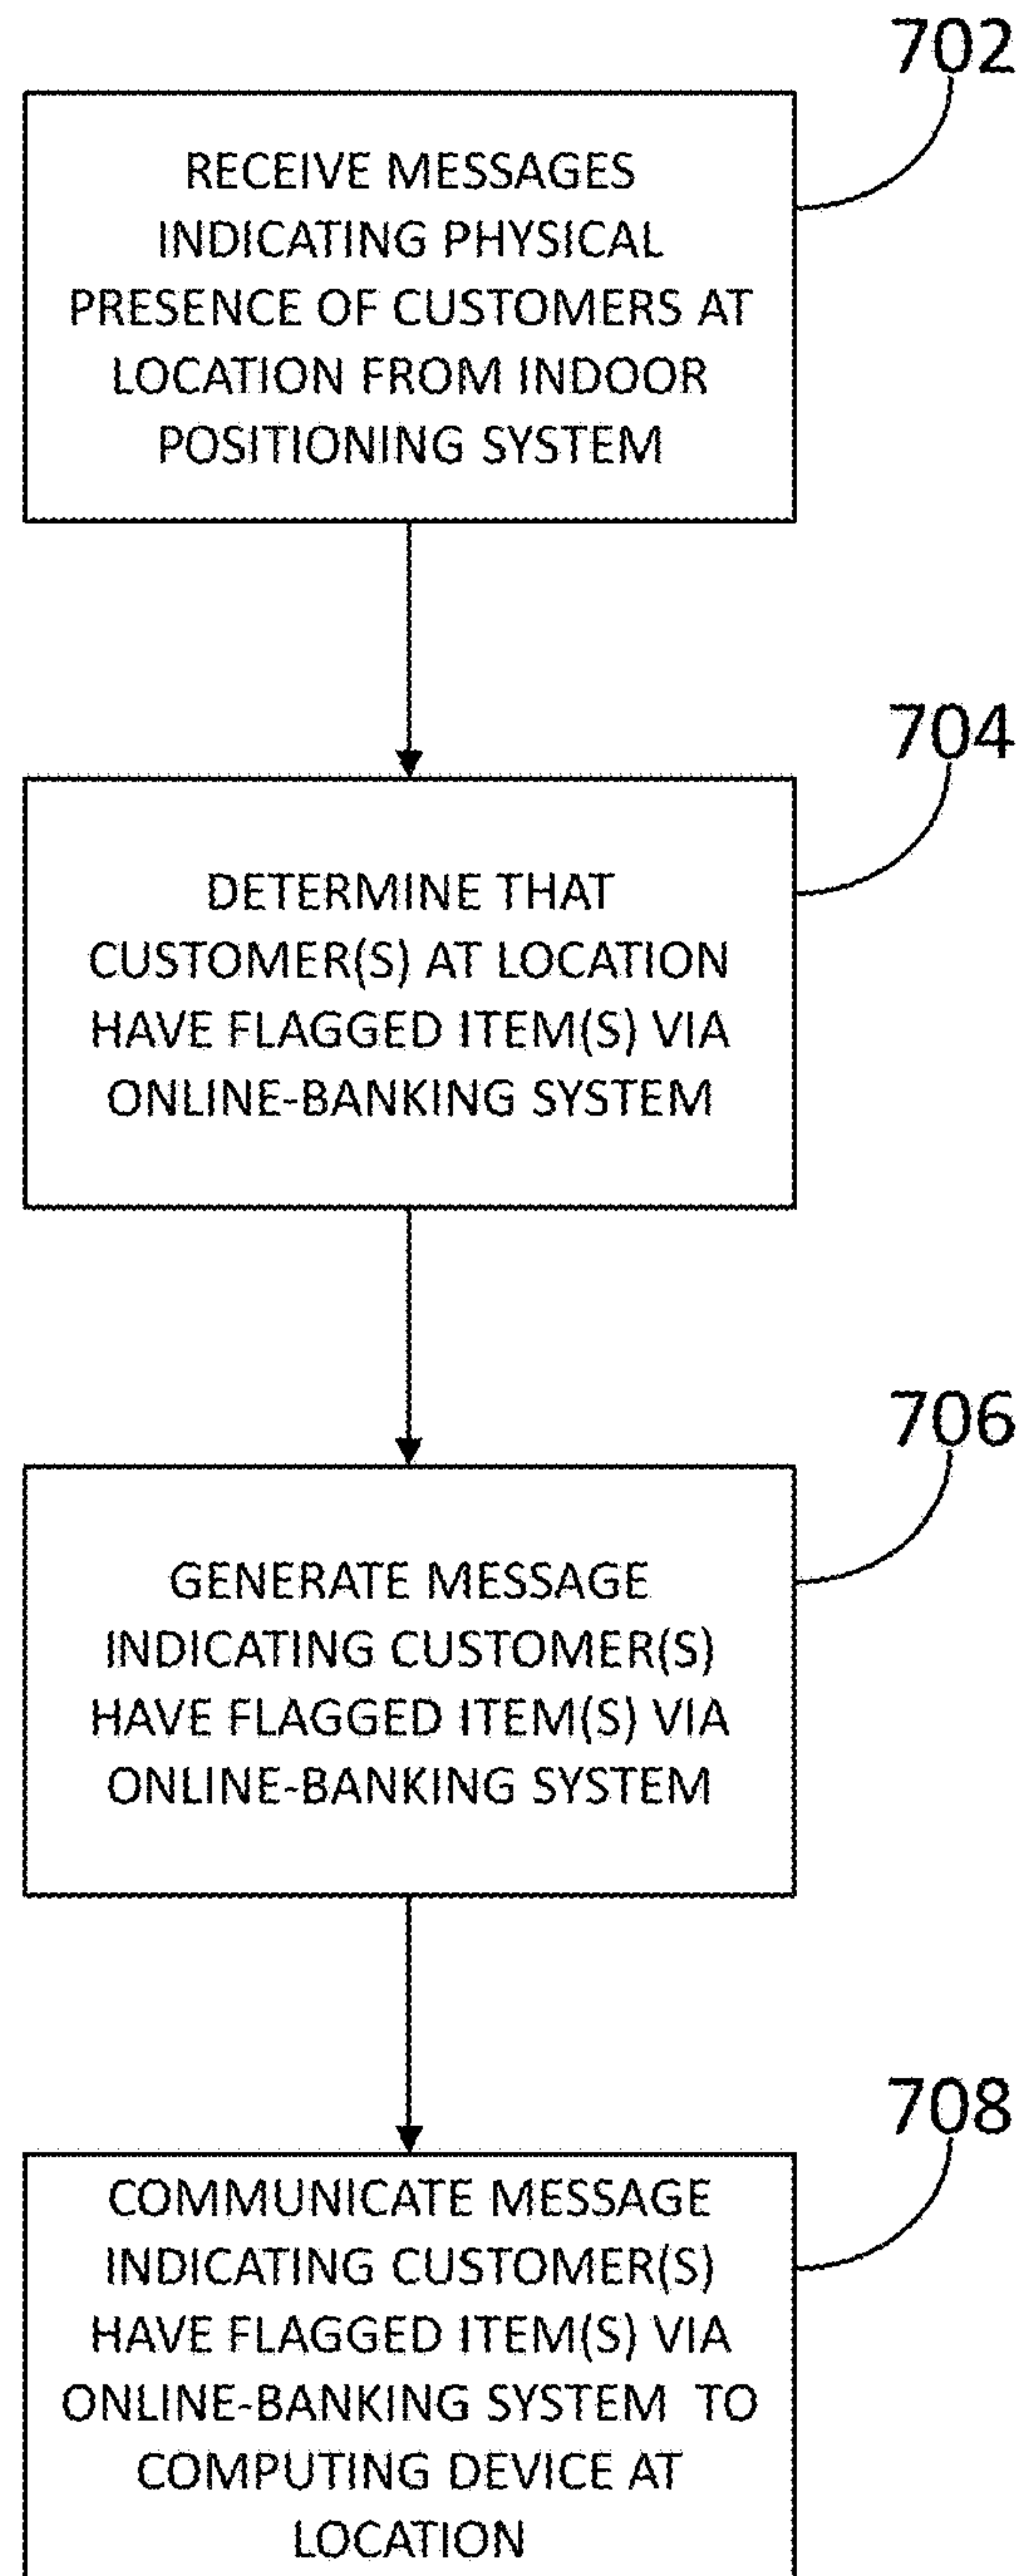 702
RECEIVE MESSAGES
INDICATING PHYSICAL
PRESENCE OF CUSTOMERS AT
LOCATION FROM INDOOR
POSITIONING SYSTEM
704
DETERMINE THAT
CUSTOMER(S) AT LOCATION
HAVE FLAGGED ITEM(S) VIA
ONLINE-BANKING SYSTEM
706
GENERATE MESSAGE
INDICATING CUSTOMER(S)
HAVE FLAGGED ITEM(S) VIA
ONLINE-BANKING SYSTEM
708
COMMUNICATE MESSAGE
INDICATING CUSTOMER(S)
HAVE FLAGGED ITEM(S) VIA
ONLINE-BANKING SYSTEM TO
COMPUTING DEVICE AT
LOCATION